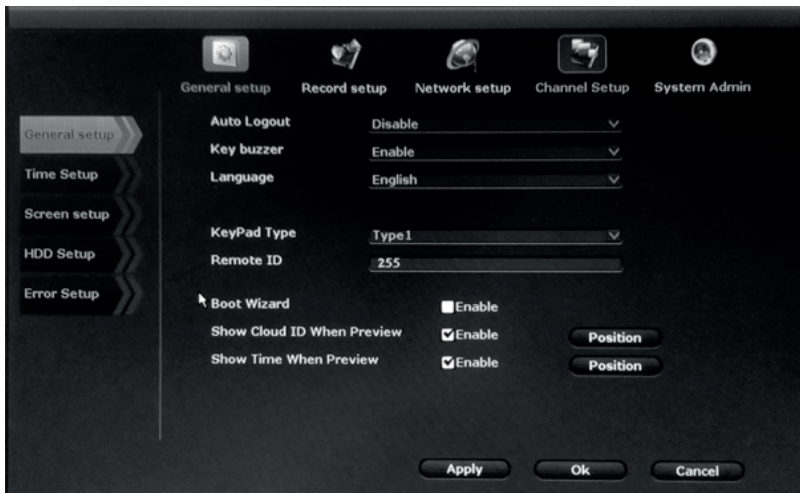 General setup Record setup Network setup Channel Setup System Admin
General setup
Time Setup
Screen setup
HDD Setup
Error Setup
Auto Logout Disable
Key buzzer Enable
Language English
KeyPad Type Type1
Remote ID 255
Boot Wizard Enable
Show Cloud ID When Preview Enable Position
Show Time When Preview Enable Position
Apply Ok Cancel